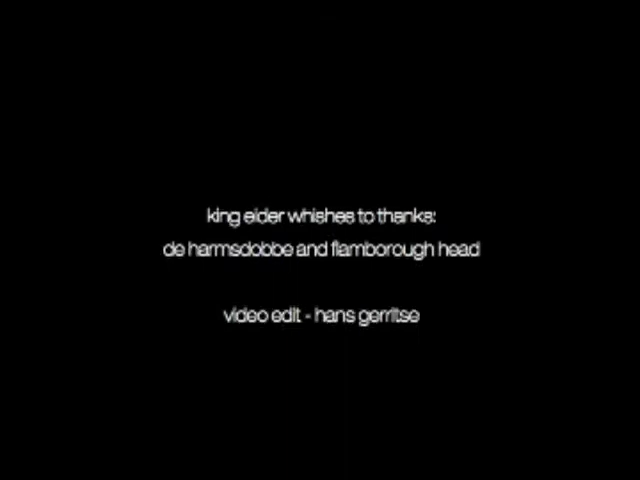 king eider whishes to thanks:
de harmsdobbe and flamborough head
video edit - hans gerritse